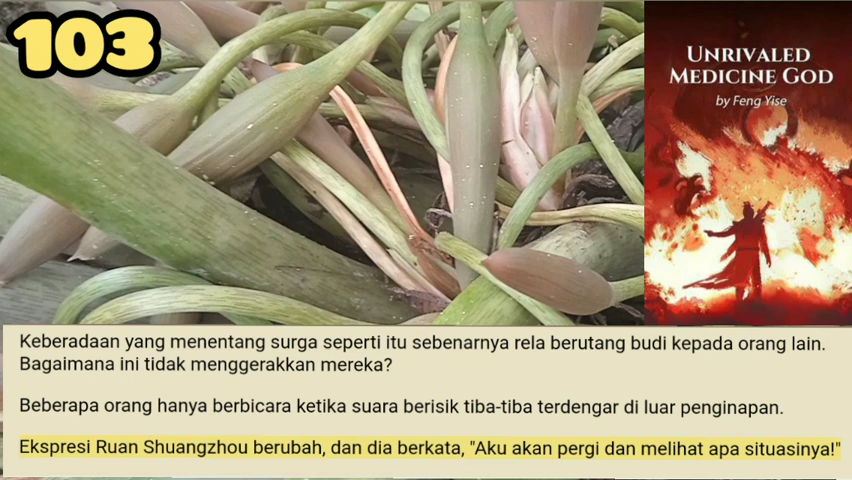 103
UNRIVALED
MEDICINE GOD
by Feng Yise
Keberadaan yang menentang surga seperti itu sebenarnya rela berutang budi kepada orang lain.
Bagaimana ini tidak menggerakkan mereka?
Beberapa orang hanya berbicara ketika suara berisik tiba-tiba terdengar di luar penginapan.
Ekspresi Ruan Shuangzhou berubah, dan dia berkata, "Aku akan pergi dan melihat apa situasinya!"